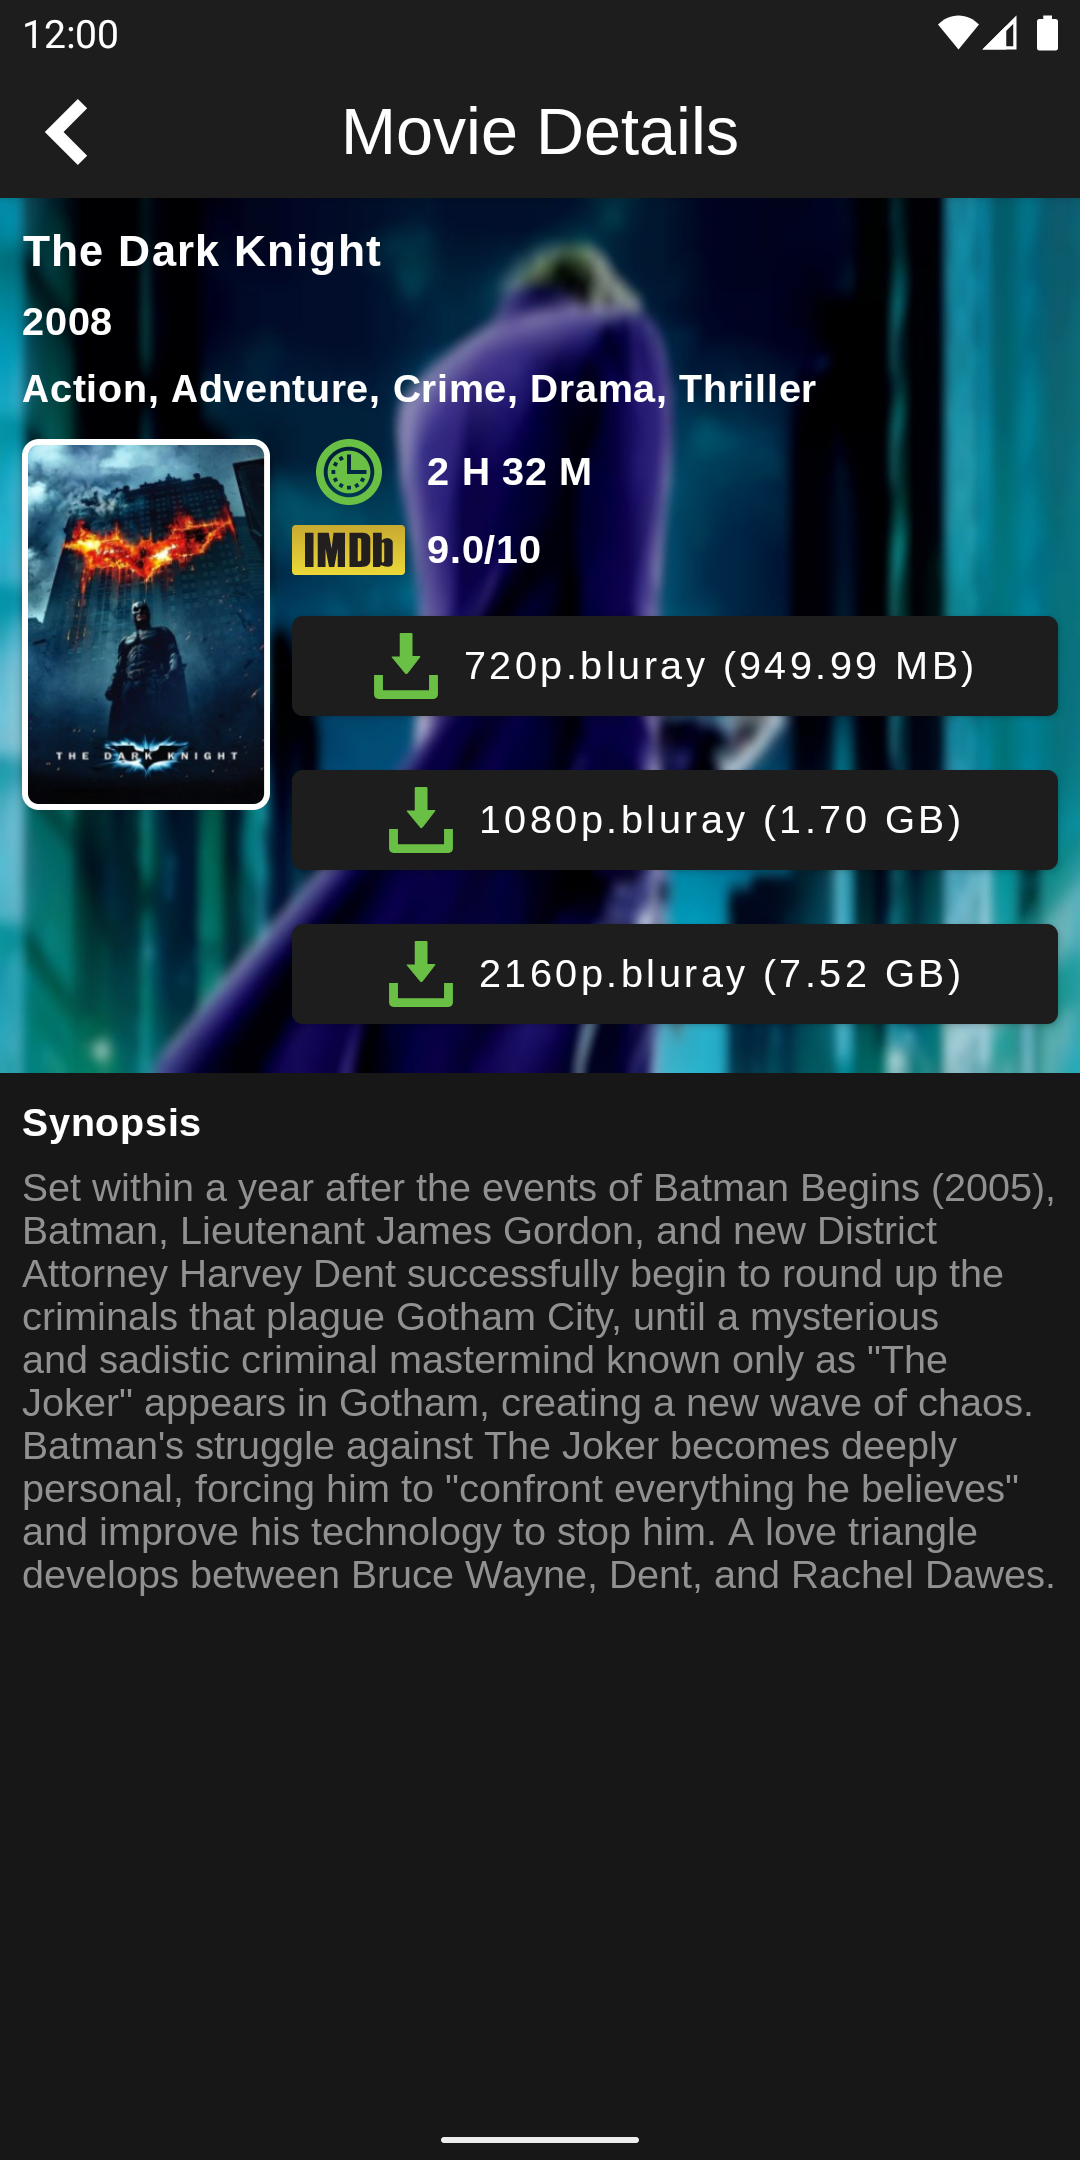 12:00
Movie Details
The Dark Knight
2008
Action, Adventure, Crime, Drama, Thriller
2 H 32 M
IMDb
9.0/10
THE DARK KNIGHT
720p.bluray (949.99 MB)
1080p.bluray (1.70 GB)
2160p.bluray (7.52 GB)
Synopsis
Set within a year after the events of Batman Begins (2005),
Batman, Lieutenant James Gordon, and new District
Attorney Harvey Dent successfully begin to round up the
criminals that plague Gotham City, until a mysterious
and sadistic criminal mastermind known only as "The
Joker" appears in Gotham, creating a new wave of chaos.
Batman's struggle against The Joker becomes deeply
personal, forcing him to "confront everything he believes"
and improve his technology to stop him. A love triangle
develops between Bruce Wayne, Dent, and Rachel Dawes.